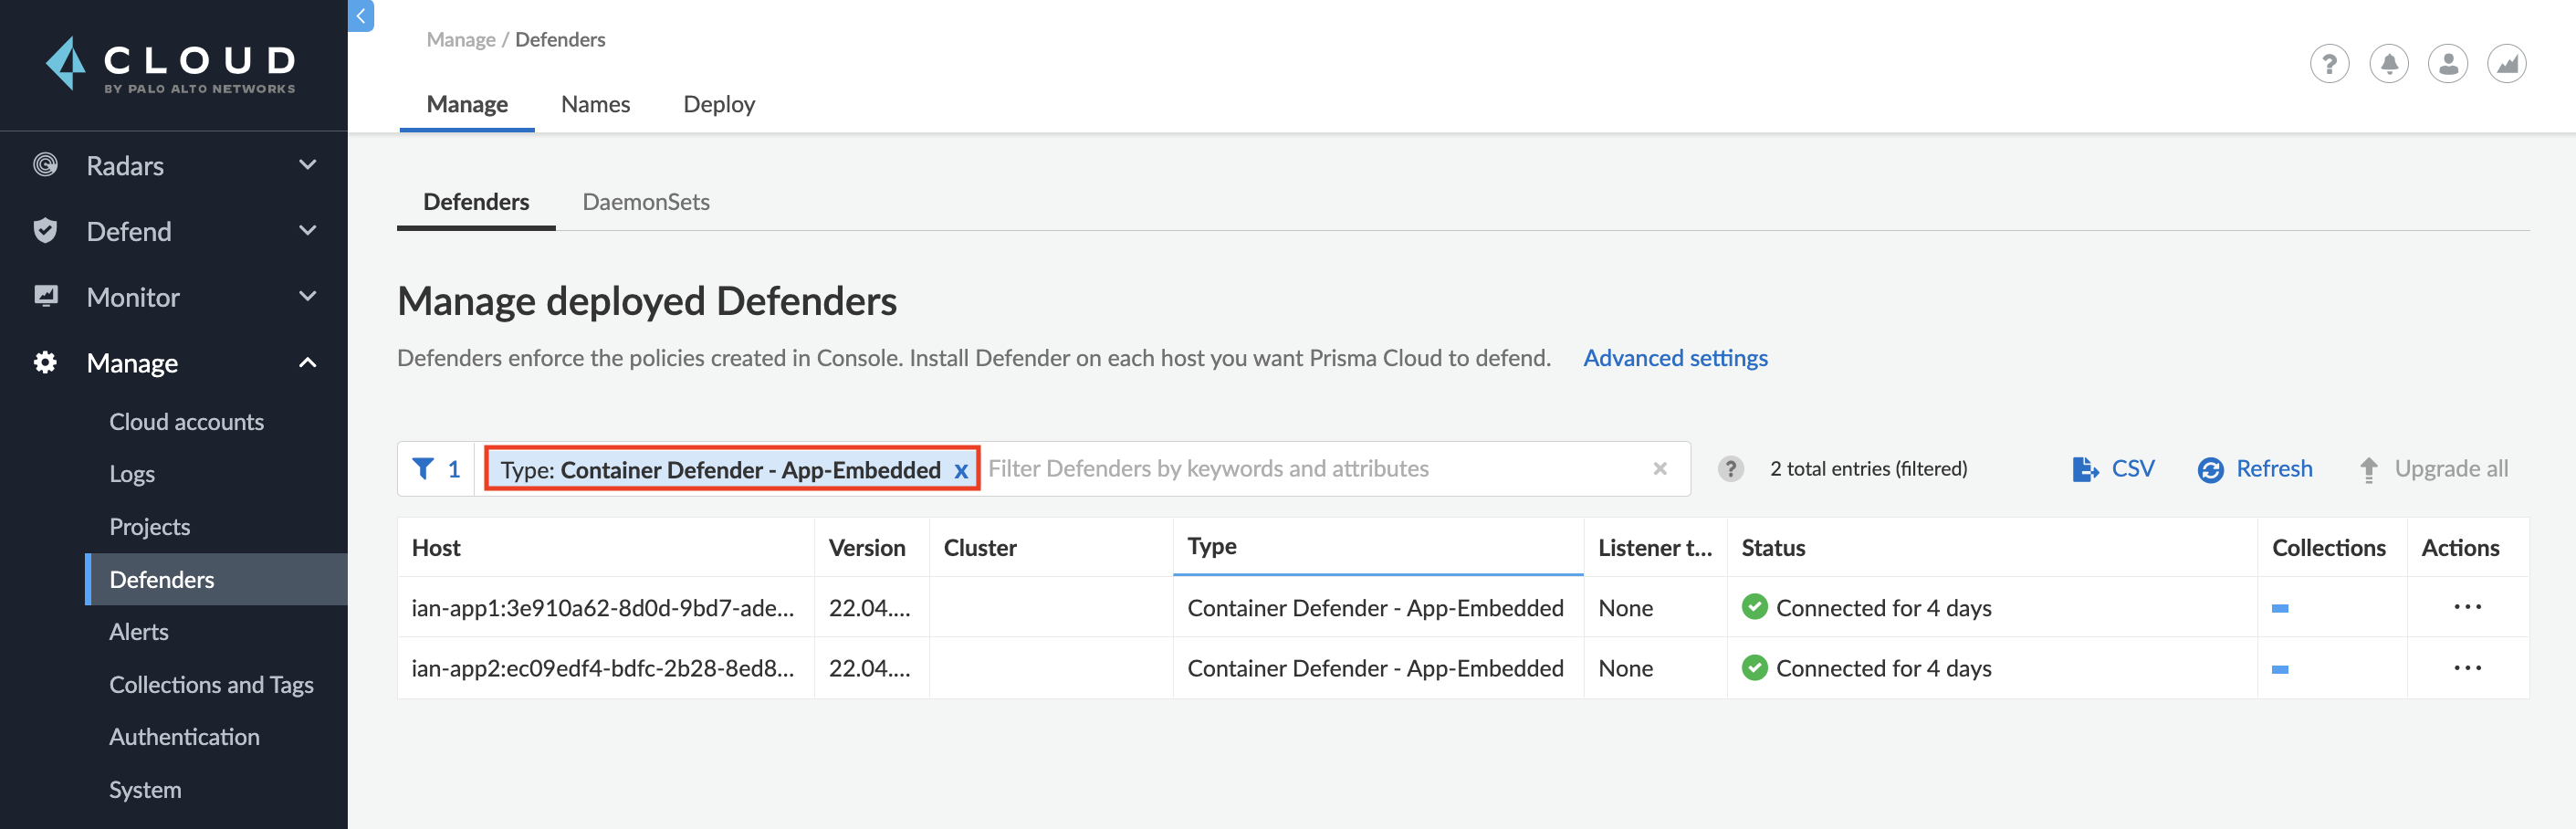 CLOUD
BY PALO ALTO NETWORKS
Radars
Defend
Monitor
Manage
Cloud accounts
Logs
Projects
Defenders
Alerts
Collections and Tags
Authentication
System
Manage / Defenders
Manage Names Deploy
Defenders DaemonSets
Manage deployed Defenders
Defenders enforce the policies created in Console. Install Defender on each host you want Prisma Cloud to defend. Advanced settings
1 Type: Container Defender - App-Embedded x Filter Defenders by keywords and attributes × ? 2 total entries (filtered) CSV Refresh Upgrade all
Host Version Cluster Type Listener t... Status Collections Actions
ian-app1:3e910a62-8d0d-9bd7-ade... 22.04.... Container Defender - App-Embedded None Connected for 4 days
ian-app2:ec09edf4-bdfc-2b28-8ed8... 22.04.... Container Defender - App-Embedded None Connected for 4 days